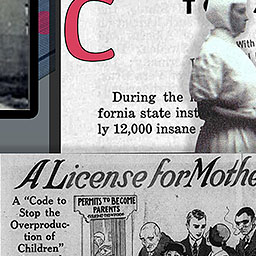 C
With
During the
fornia state inst
ly 12,000 insane
A License for Mothe
A "Code to
Stop the
Overproduc-
tion of
Children"
PERMITS TO BECOME
PARENTS